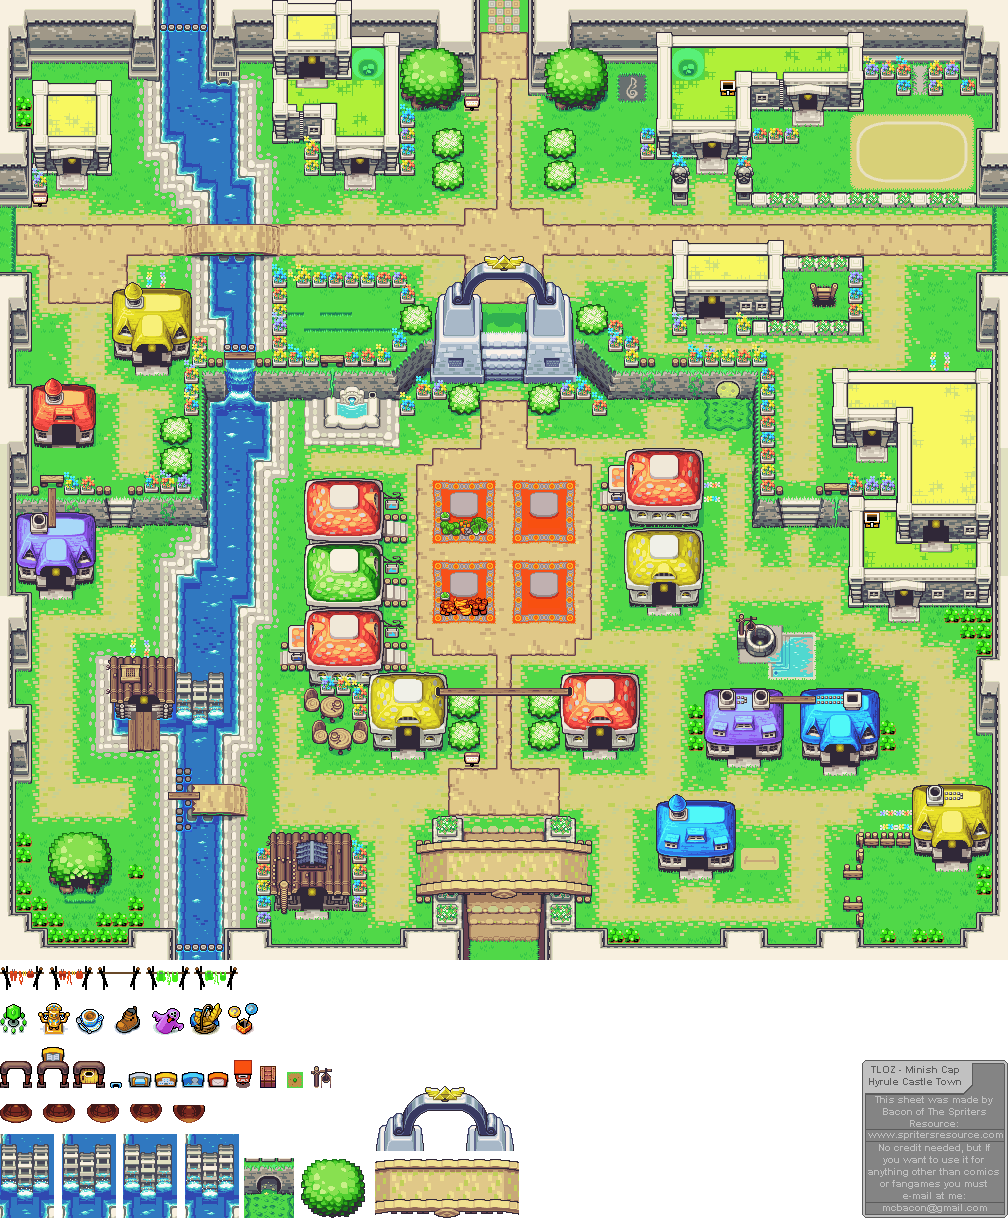 TLOZ - Minish Cap
Hyrule Castle Town
This sheet was made by
Bacon of The Spriters
Resource:
www.spritersresource.com
No credit needed, but if
you want to use it for
anything other than comics
or fangames you must
e-mail at me:
mcbacon@gmail.com